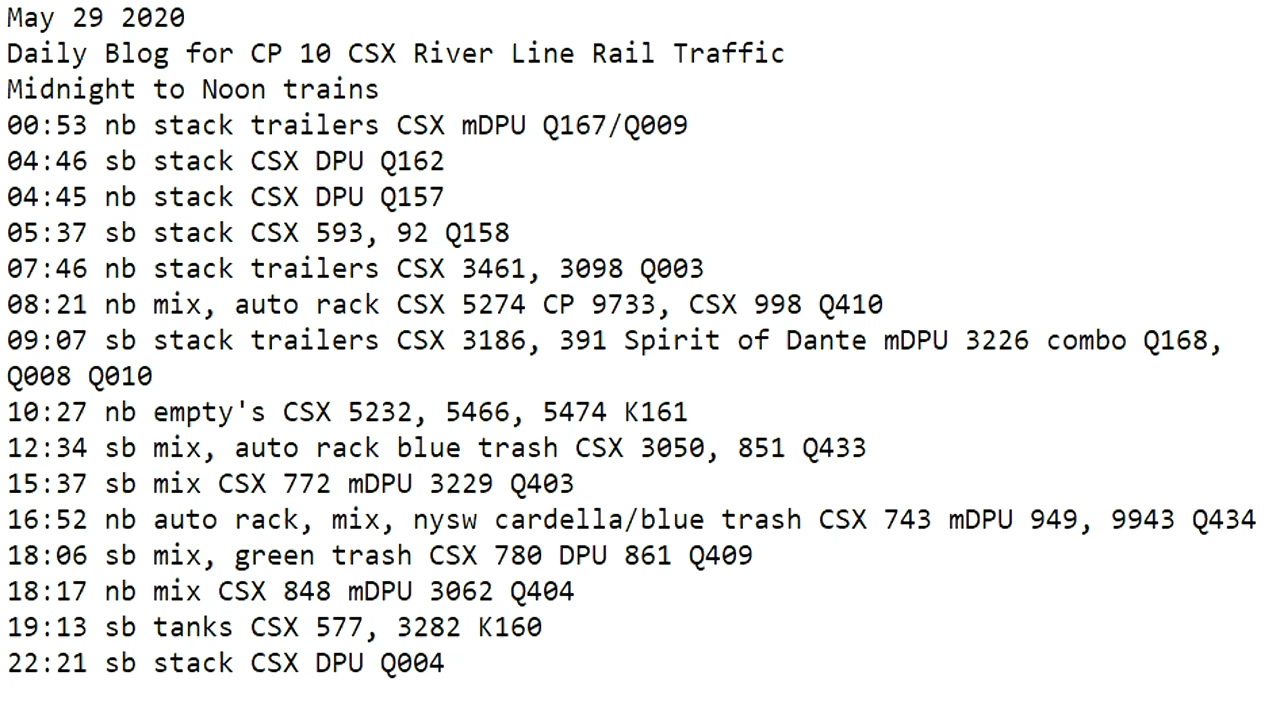 May 29 2020
Daily Blog for CP 10 CSX River Line Rail Traffic
Midnight to Noon trains
00:53 nb stack trailers CSX mDPU Q167/Q009
04:46 sb stack CSX DPU Q162
04:45 nb stack CSX DPU Q157
05:37 sb stack CSX 593, 92 Q158
07:46 nb stack trailers CSX 3461, 3098 Q003
08:21 nb mix, auto rack CSX 5274 CP 9733, CSX 998 Q410
09:07 sb stack trailers CSX 3186, 391 Spirit of Dante mDPU 3226 combo Q168,
Q008 Q010
10:27 nb empty's CSX 5232, 5466, 5474 K161
12:34 sb mix, auto rack blue trash CSX 3050, 851 Q433
15:37 sb mix CSX 772 mDPU 3229 Q403
16:52 nb auto rack, mix, nysw cardella/blue trash CSX 743 mDPU 949, 9943 Q434
18:06 sb mix, green trash CSX 780 DPU 861 Q409
18:17 nb mix CSX 848 mDPU 3062 Q404
19:13 sb tanks CSX 577, 3282 K160
22:21 sb stack CSX DPU Q004